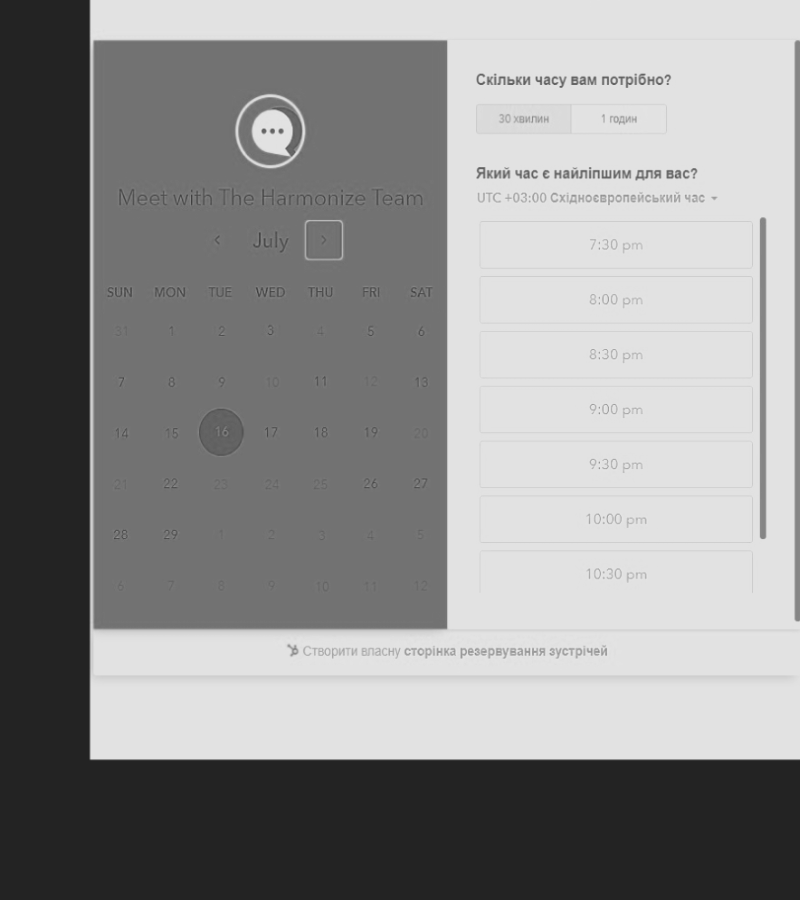 Meet with The Harmonize Team
July
SUN MON TUE WED THU FRI SAT
31 1 2 3 4 5 6
7 8 9 10 11 12 13
14 15 16 17 18 19 20
21 22 23 24 25 26 27
28 29 1 2 3 4 5
6 7 8 9 10 11 12
Скільки часу вам потрібно?
30 хвилин 1 годин
Який час є найліпшим для вас?
UTC +03:00 Східноєвропейський час
7:30 pm
8:00 pm
8:30 pm
9:00 pm
9:30 pm
10:00 pm
10:30 pm
Створити власну сторінка резервування зустрічей